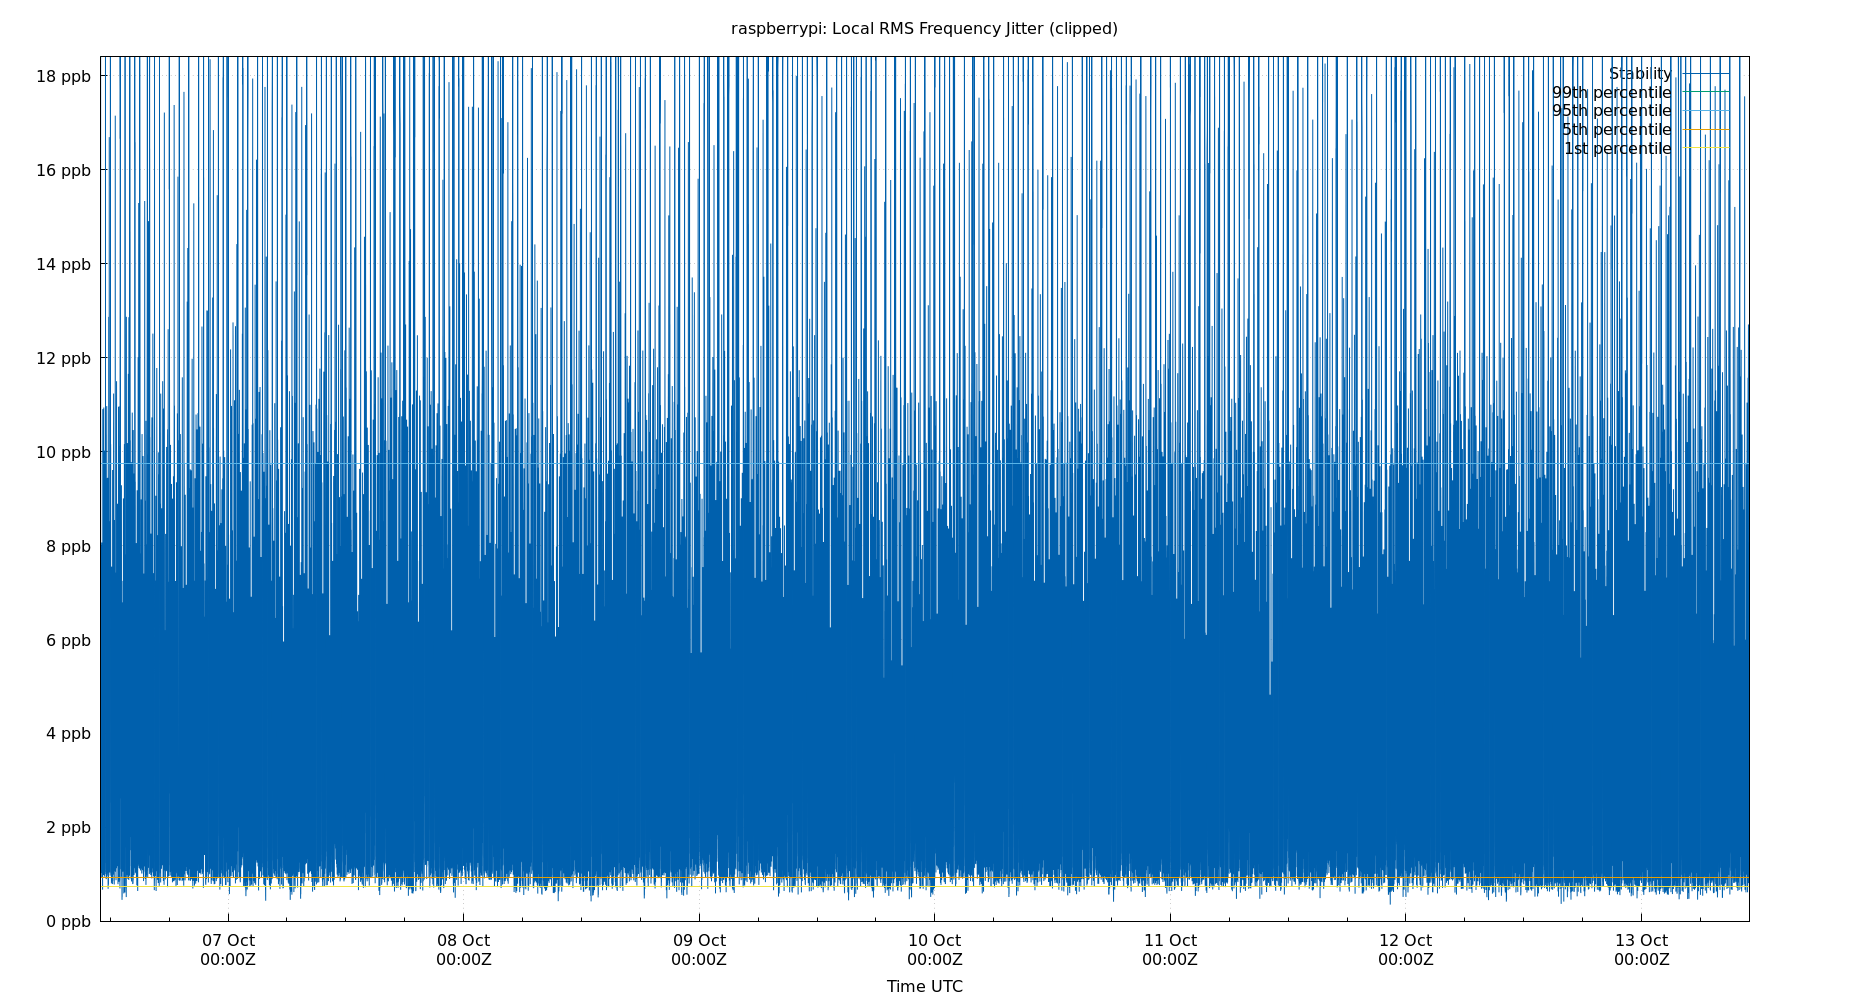 raspberrypi: Local RMS Frequency Jitter (clipped)
18 ppb
16 ppb
14 ppb
12 ppb
10 ppb
8 ppb
6 ppb
4 ppb
2 ppb
0 ppb
Stability
99th percentile
95th percentile
5th percentile
1st percentile
07 Oct
00:00Z
08 Oct
00:00Z
09 Oct
00:00Z
10 Oct
00:00Z
11 Oct
00:00Z
12 Oct
00:00Z
13 Oct
00:00Z
Time UTC